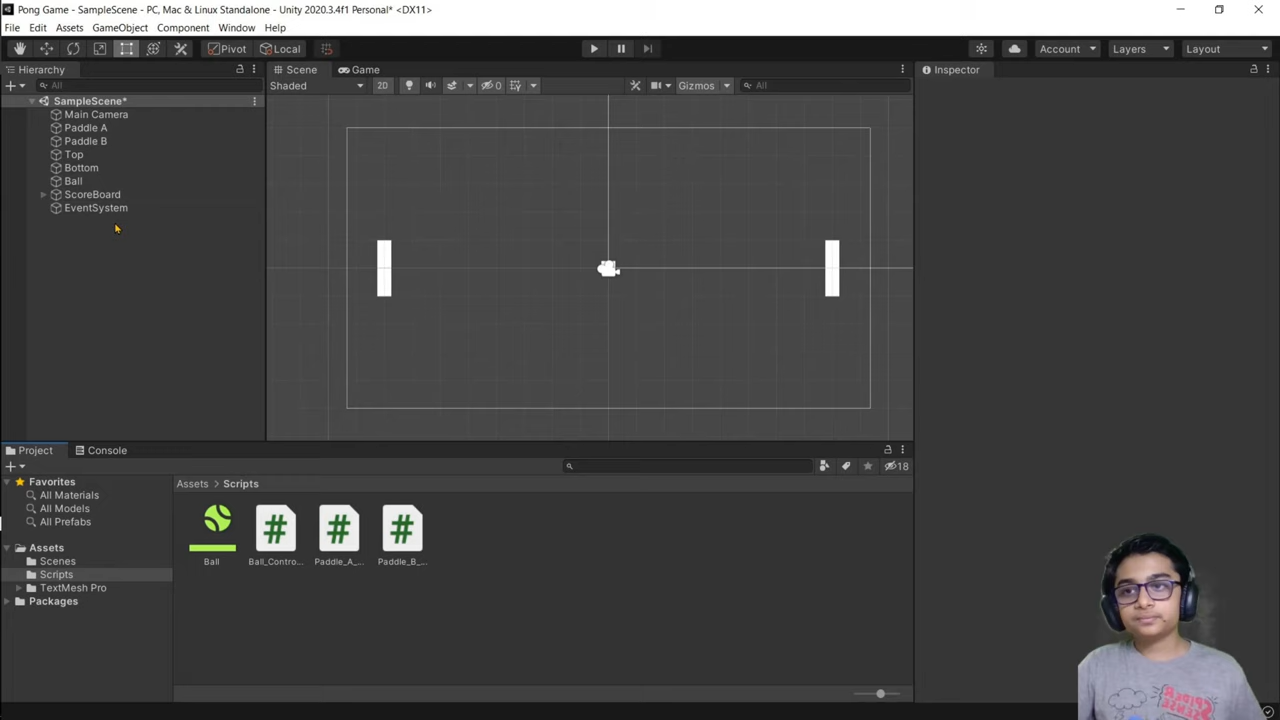 Pong Game - SampleScene - PC, Mac & Linux Standalone - Unity 2020.3.4f1 Personal* <DX11>
File Edit Assets GameObject Component Window Help
Pivot Local Account Layers Layout
Hierarchy
All
SampleScene*
Main Camera
Paddle A
Paddle B
Top
Bottom
Ball
ScoreBoard
EventSystem
Scene Game
Shaded 2D 0 Gizmos All
Inspector
Project Console
18
Favorites
All Materials
All Models
All Prefabs
Assets
Scenes
Scripts
TextMesh Pro
Packages
Assets > Scripts
Ball Ball_Contro... Paddle_A_... Paddle_B_...